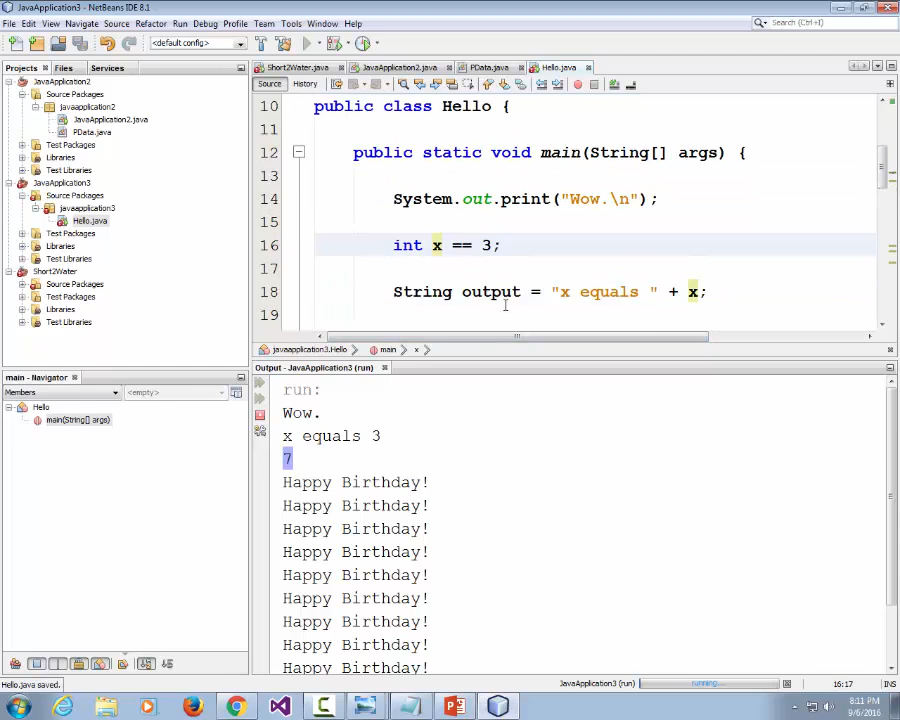 JavaApplication3 - NetBeans IDE 8.1
File Edit View Navigate Source Refactor Run Debug Profile Team Tools Window Help
Search (Ctrl+I)
<default config>
Projects Files Services
JavaApplication2
Source Packages
javaapplication2
JavaApplication2.java
PData.java
Test Packages
Libraries
Test Libraries
JavaApplication3
Source Packages
javaapplication3
Hello.java
Test Packages
Libraries
Test Libraries
Short2Water
Source Packages
Test Packages
Libraries
Test Libraries
Short2Water.java JavaApplication2.java PData.java Hello.java
Source History
10 public class Hello {
11
12 public static void main(String[] args) {
13
14 System.out.print("Wow.\n");
15
16 int x == 3;
17
18 String output = "x equals " + x;
19
javaapplication3.Hello main x
main - Navigator
Members <empty>
Hello
main(String[] args)
Output - JavaApplication3 (run)
run:
Wow.
x equals 3
7
Happy Birthday!
Happy Birthday!
Happy Birthday!
Happy Birthday!
Happy Birthday!
Happy Birthday!
Happy Birthday!
Happy Birthday!
Happy Birthday!
Hello.java saved.
JavaApplication3 (run) running... 16:17 INS
8:11 PM
9/6/2016